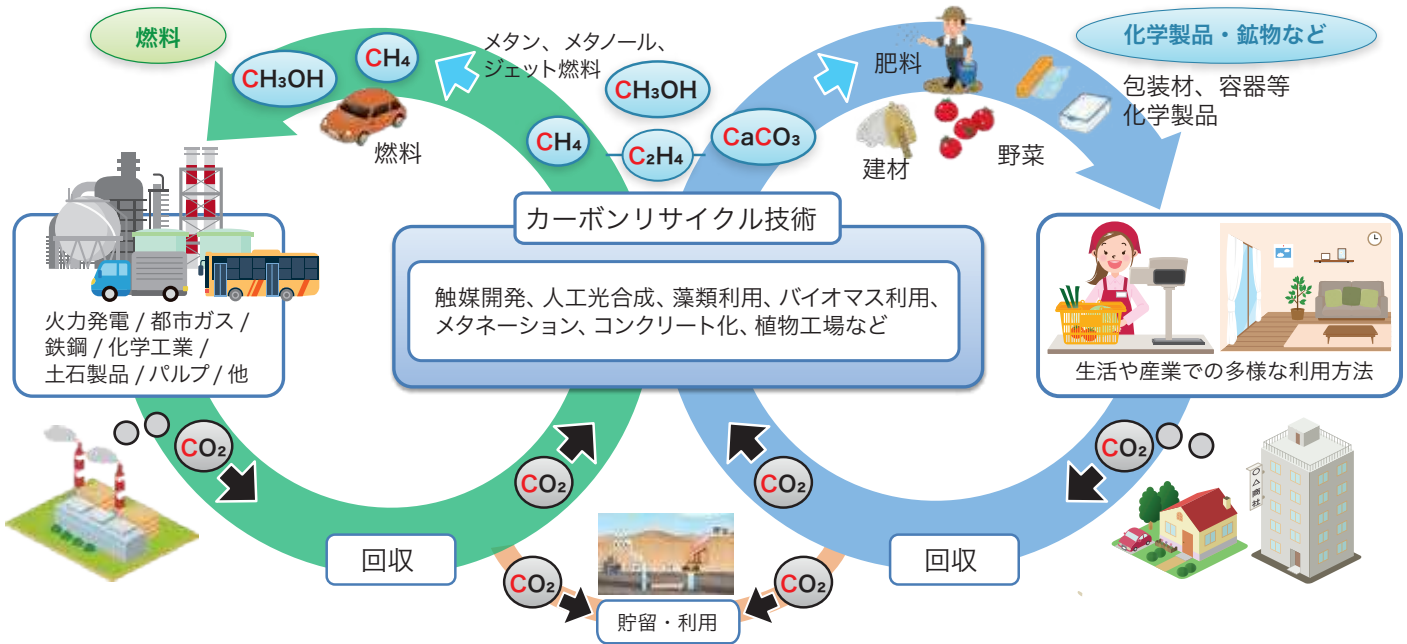 燃料
メタン、メタノール、
ジェット燃料
肥料
化学製品・鉱物など
CH₃OH
CH₄
CH₃OH
包装材、容器等
化学製品
燃料
CH₄
C₂H₄
CaCO₃
建材
野菜
カーボンリサイクル技術
触媒開発、人工光合成、藻類利用、バイオマス利用、
メタネーション、コンクリート化、植物工場など
火力発電 / 都市ガス /
鉄鋼 / 化学工業 /
土石製品 / パルプ / 他
生活や産業での多様な利用方法
CO₂
CO₂
CO₂
CO₂
〇△商社
回収
回収
CO₂
CO₂
貯留・利用